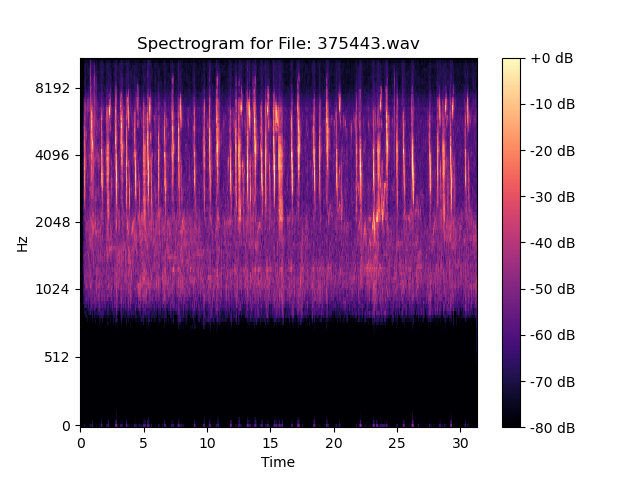 Spectrogram for File: 375443.wav
+0 dB
8192
-10 dB
4096
-20 dB
-30 dB
Hz
2048
-40 dB
1024
-50 dB
-60 dB
512
-70 dB
0
-80 dB
0 5 10 15 20 25 30
Time